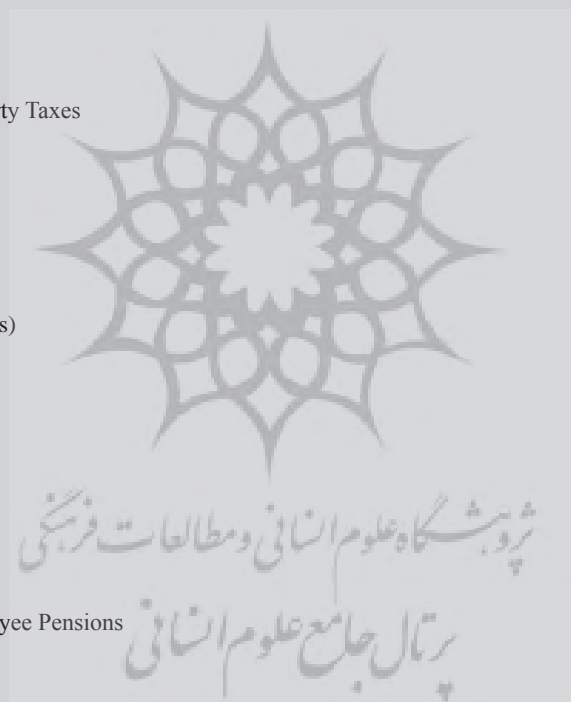 ty Taxes
s)
پژوهشگاه علوم انسانی و مطالعات فرهنگی
yee Pensions
پرتال جامع علوم انسانی